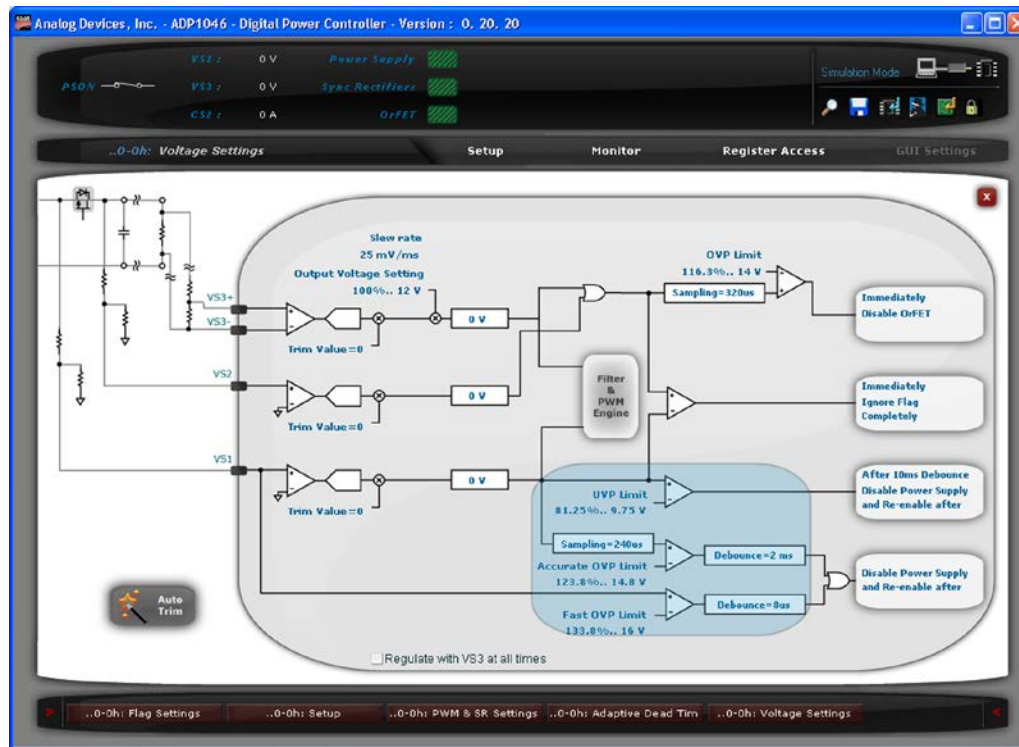 Analog Devices, Inc. - ADP1046 - Digital Power Controller - Version : 0. 20. 20
VS1 : 0 V Power Supply
PSON VS3 : 0 V Sync Rectifiers
CS2 : 0 A OrFET
Simulation Mode
..0-0h: Voltage Settings Setup Monitor Register Access GUI Settings
x
Slew rate
25 mV/ms
Output Voltage Setting
100%.. 12 V
VS3+
VS3-
0 V
Trim Value=0
OVP Limit
116.3%.. 14 V
Sampling=320us
Immediately
Disable OrFET
VS2
0 V
Trim Value=0
Filter
&
PWM
Engine
Immediately
Ignore Flag
Completely
VS1
0 V
Trim Value=0
UVP Limit
81.25%.. 9.75 V
After 10ms Debounce
Disable Power Supply
and Re-enable after
Sampling=240us
Accurate OVP Limit
123.8%.. 14.8 V
Debounce=2 ms
Fast OVP Limit
133.8%.. 16 V
Debounce=8us
Disable Power Supply
and Re-enable after
Auto
Trim
Regulate with VS3 at all times
..0-0h: Flag Settings ..0-0h: Setup ..0-0h: PWM & SR Settings ..0-0h: Adaptive Dead Tim ..0-0h: Voltage Settings